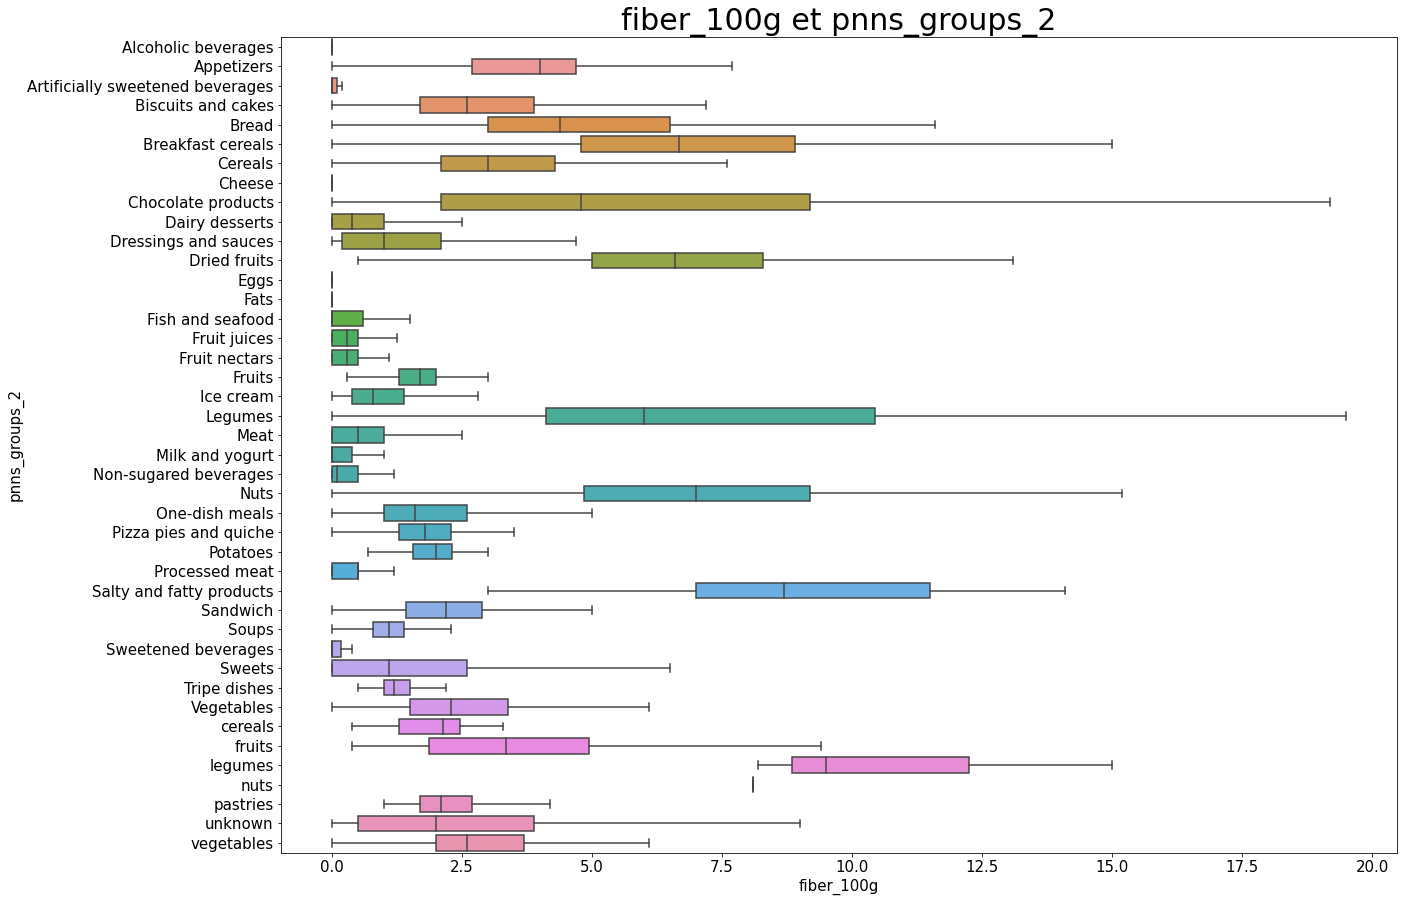 fiber_100g et pnns_groups_2
pnns_groups_2
Alcoholic beverages
Appetizers
Artificially sweetened beverages
Biscuits and cakes
Bread
Breakfast cereals
Cereals
Cheese
Chocolate products
Dairy desserts
Dressings and sauces
Dried fruits
Eggs
Fats
Fish and seafood
Fruit juices
Fruit nectars
Fruits
Ice cream
Legumes
Meat
Milk and yogurt
Non-sugared beverages
Nuts
One-dish meals
Pizza pies and quiche
Potatoes
Processed meat
Salty and fatty products
Sandwich
Soups
Sweetened beverages
Sweets
Tripe dishes
Vegetables
cereals
fruits
legumes
nuts
pastries
unknown
vegetables
0.0 2.5 5.0 7.5 10.0 12.5 15.0 17.5 20.0
fiber_100g